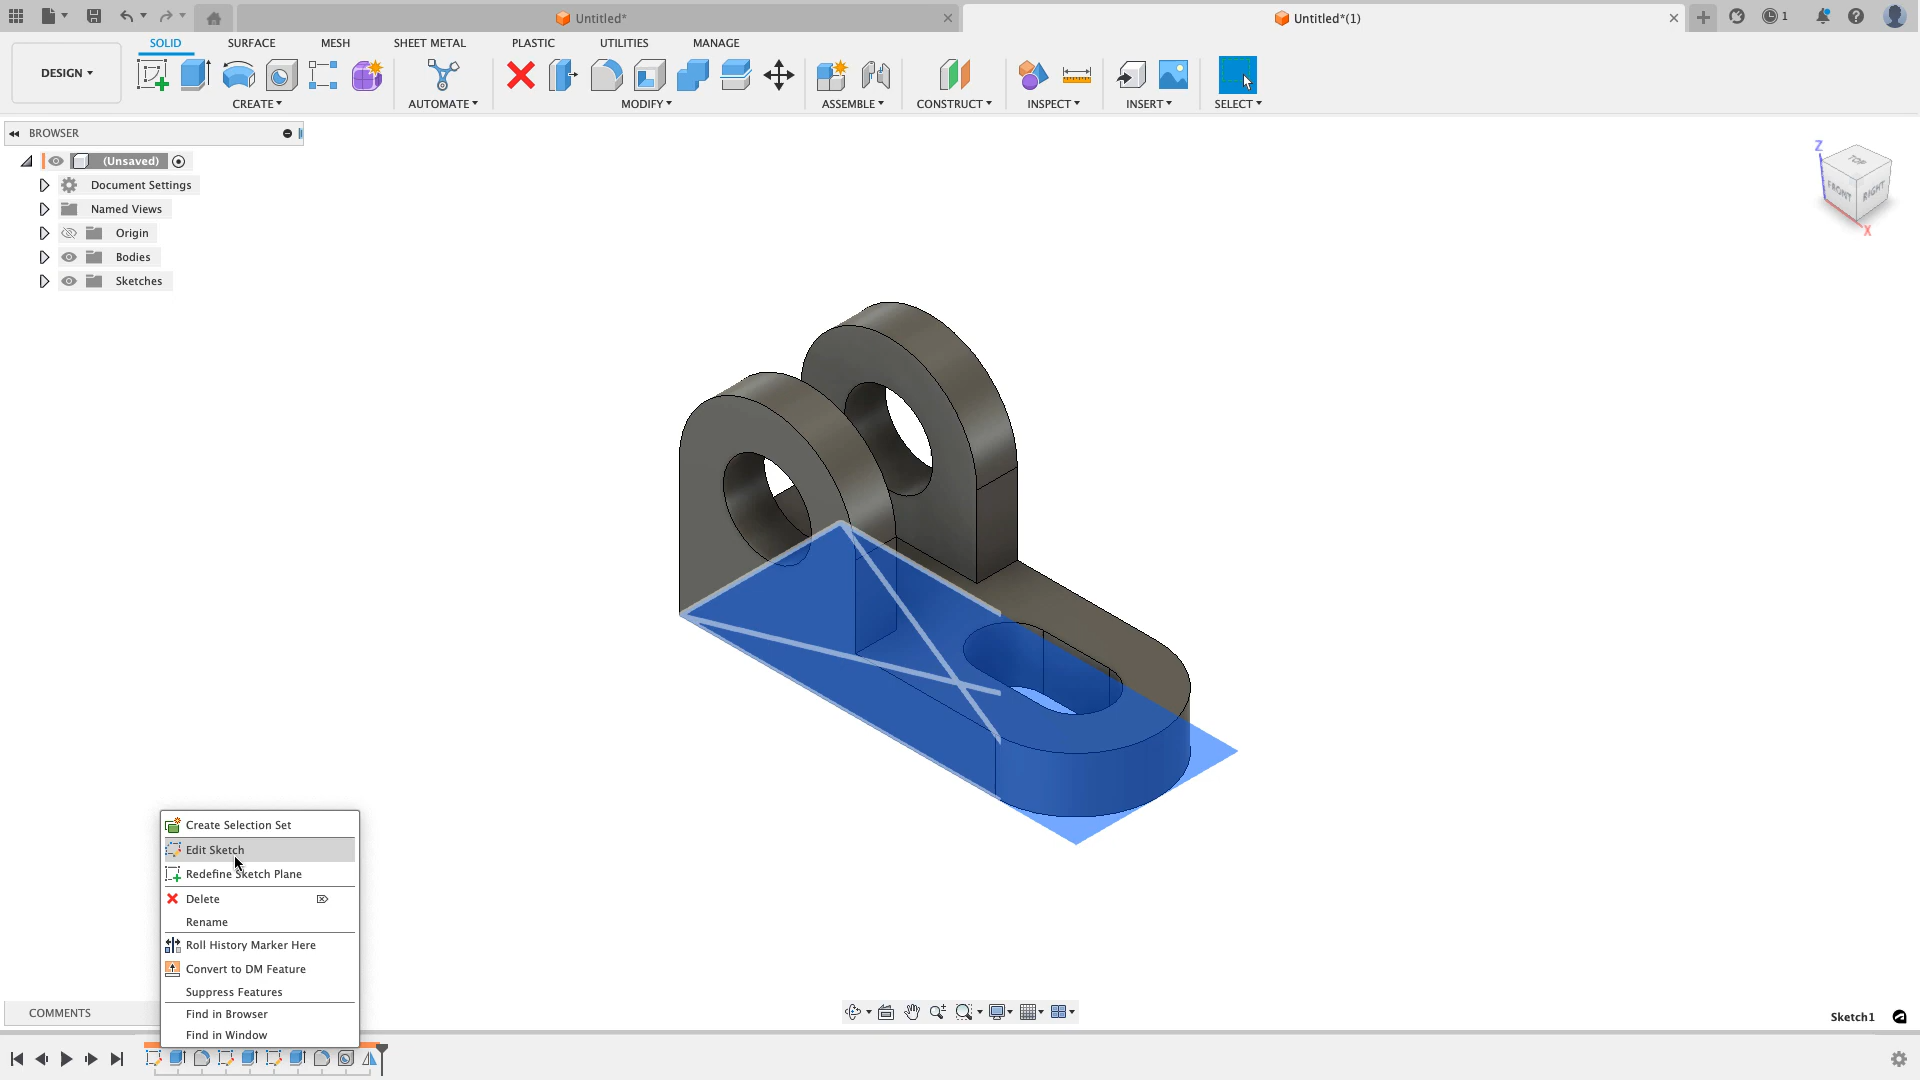 Untitled*
Untitled*(1)
1
DESIGN
SOLID
SURFACE
MESH
SHEET METAL
PLASTIC
UTILITIES
MANAGE
CREATE
AUTOMATE
MODIFY
ASSEMBLE
CONSTRUCT
INSPECT
INSERT
SELECT
BROWSER
(Unsaved)
Document Settings
Named Views
Origin
Bodies
Sketches
Z
TOP
FRONT
RIGHT
X
Create Selection Set
Edit Sketch
Redefine Sketch Plane
Delete
Rename
Roll History Marker Here
Convert to DM Feature
Suppress Features
Find in Browser
Find in Window
COMMENTS
Sketch1